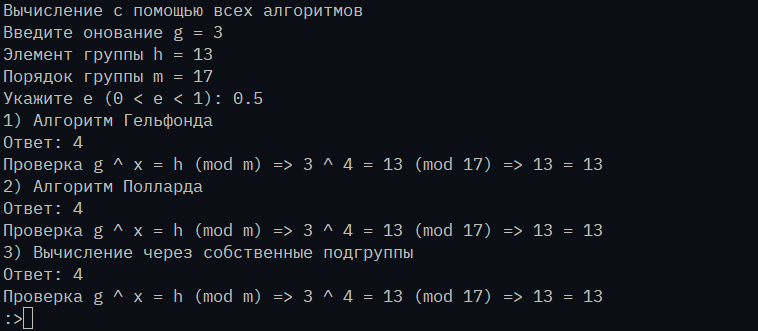 Вычисление с помощью всех алгоритмов
Введите онование g = 3
Элемент группы h = 13
Порядок группы m = 17
Укажите e (0 < e < 1): 0.5
1) Алгоритм Гельфонда
Ответ: 4
Проверка g ^ x = h (mod m) => 3 ^ 4 = 13 (mod 17) => 13 = 13
2) Алгоритм Полларда
Ответ: 4
Проверка g ^ x = h (mod m) => 3 ^ 4 = 13 (mod 17) => 13 = 13
3) Вычисление через собственные подгруппы
Ответ: 4
Проверка g ^ x = h (mod m) => 3 ^ 4 = 13 (mod 17) => 13 = 13
:>